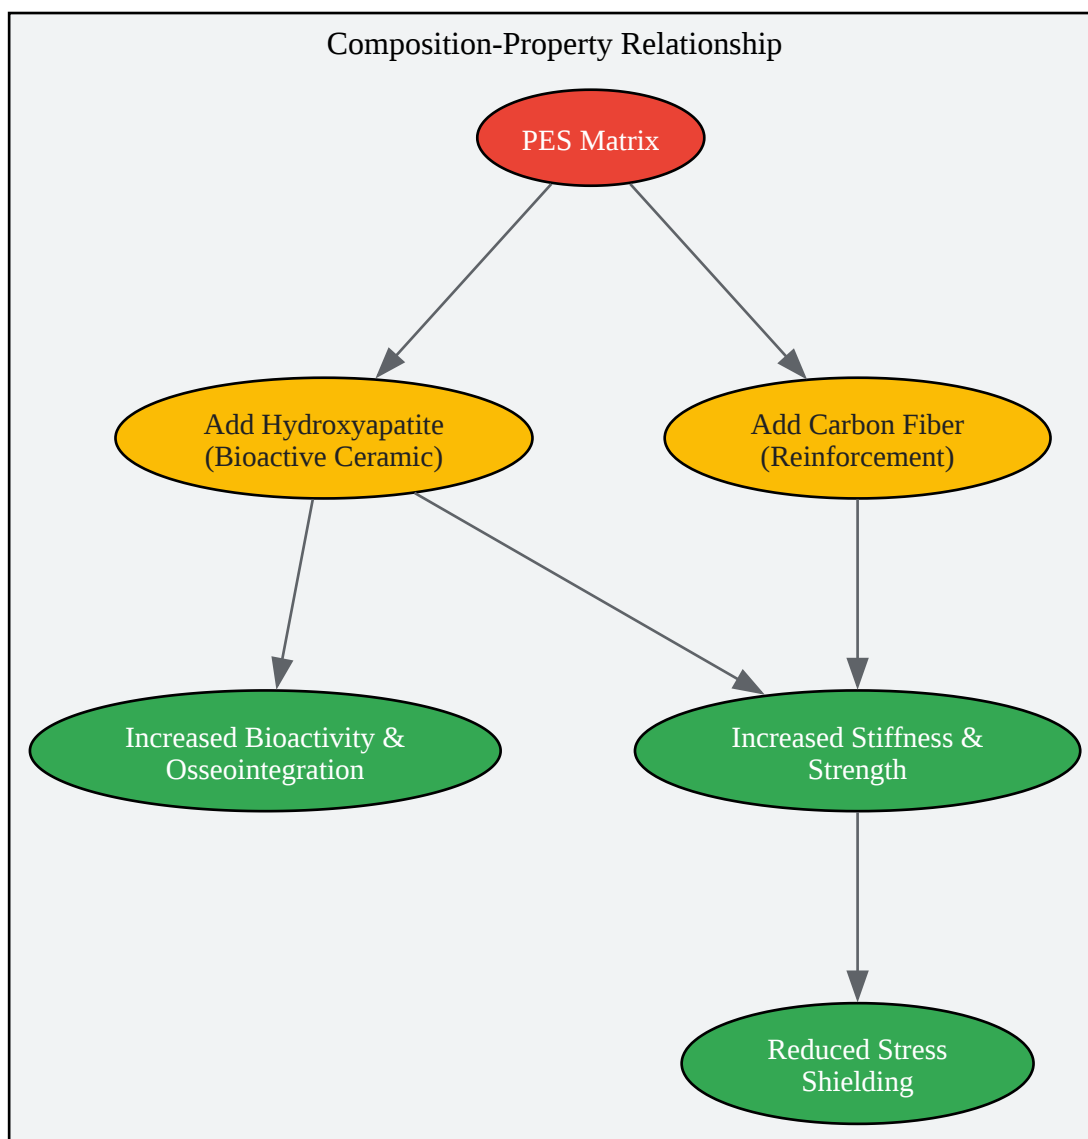 Composition-Property Relationship
PES Matrix
Add Hydroxyapatite
(Bioactive Ceramic)
Add Carbon Fiber
(Reinforcement)
Increased Bioactivity &
Osseointegration
Increased Stiffness &
Strength
Reduced Stress
Shielding